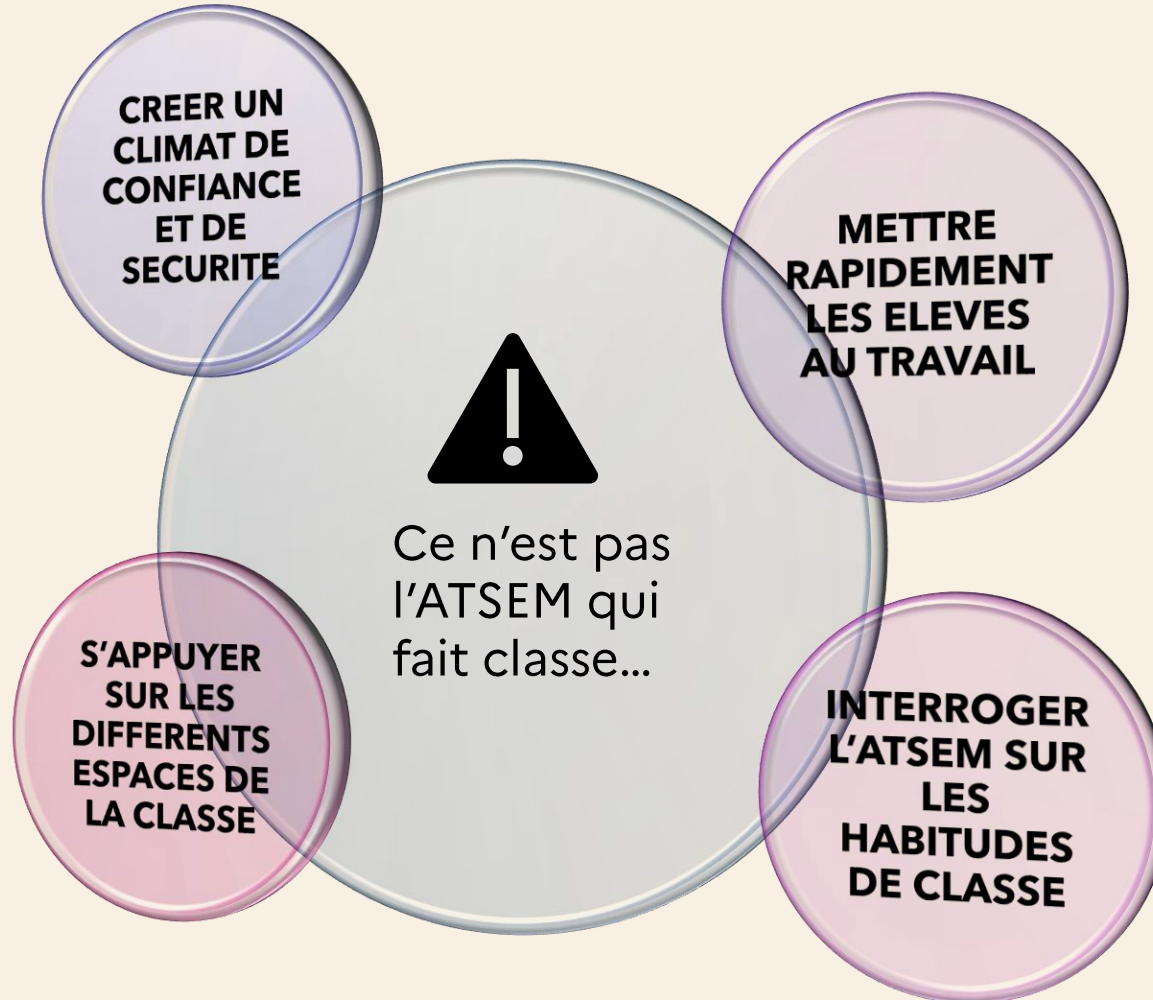 CREER UN
CLIMAT DE
CONFIANCE
ET DE
SECURITE
METTRE
RAPIDEMENT
LES ELEVES
AU TRAVAIL
Ce n’est pas
l’ATSEM qui
fait classe...
S’APPUYER
SUR LES
DIFFERENTS
ESPACES DE
LA CLASSE
INTERROGER
L’ATSEM SUR
LES
HABITUDES
DE CLASSE